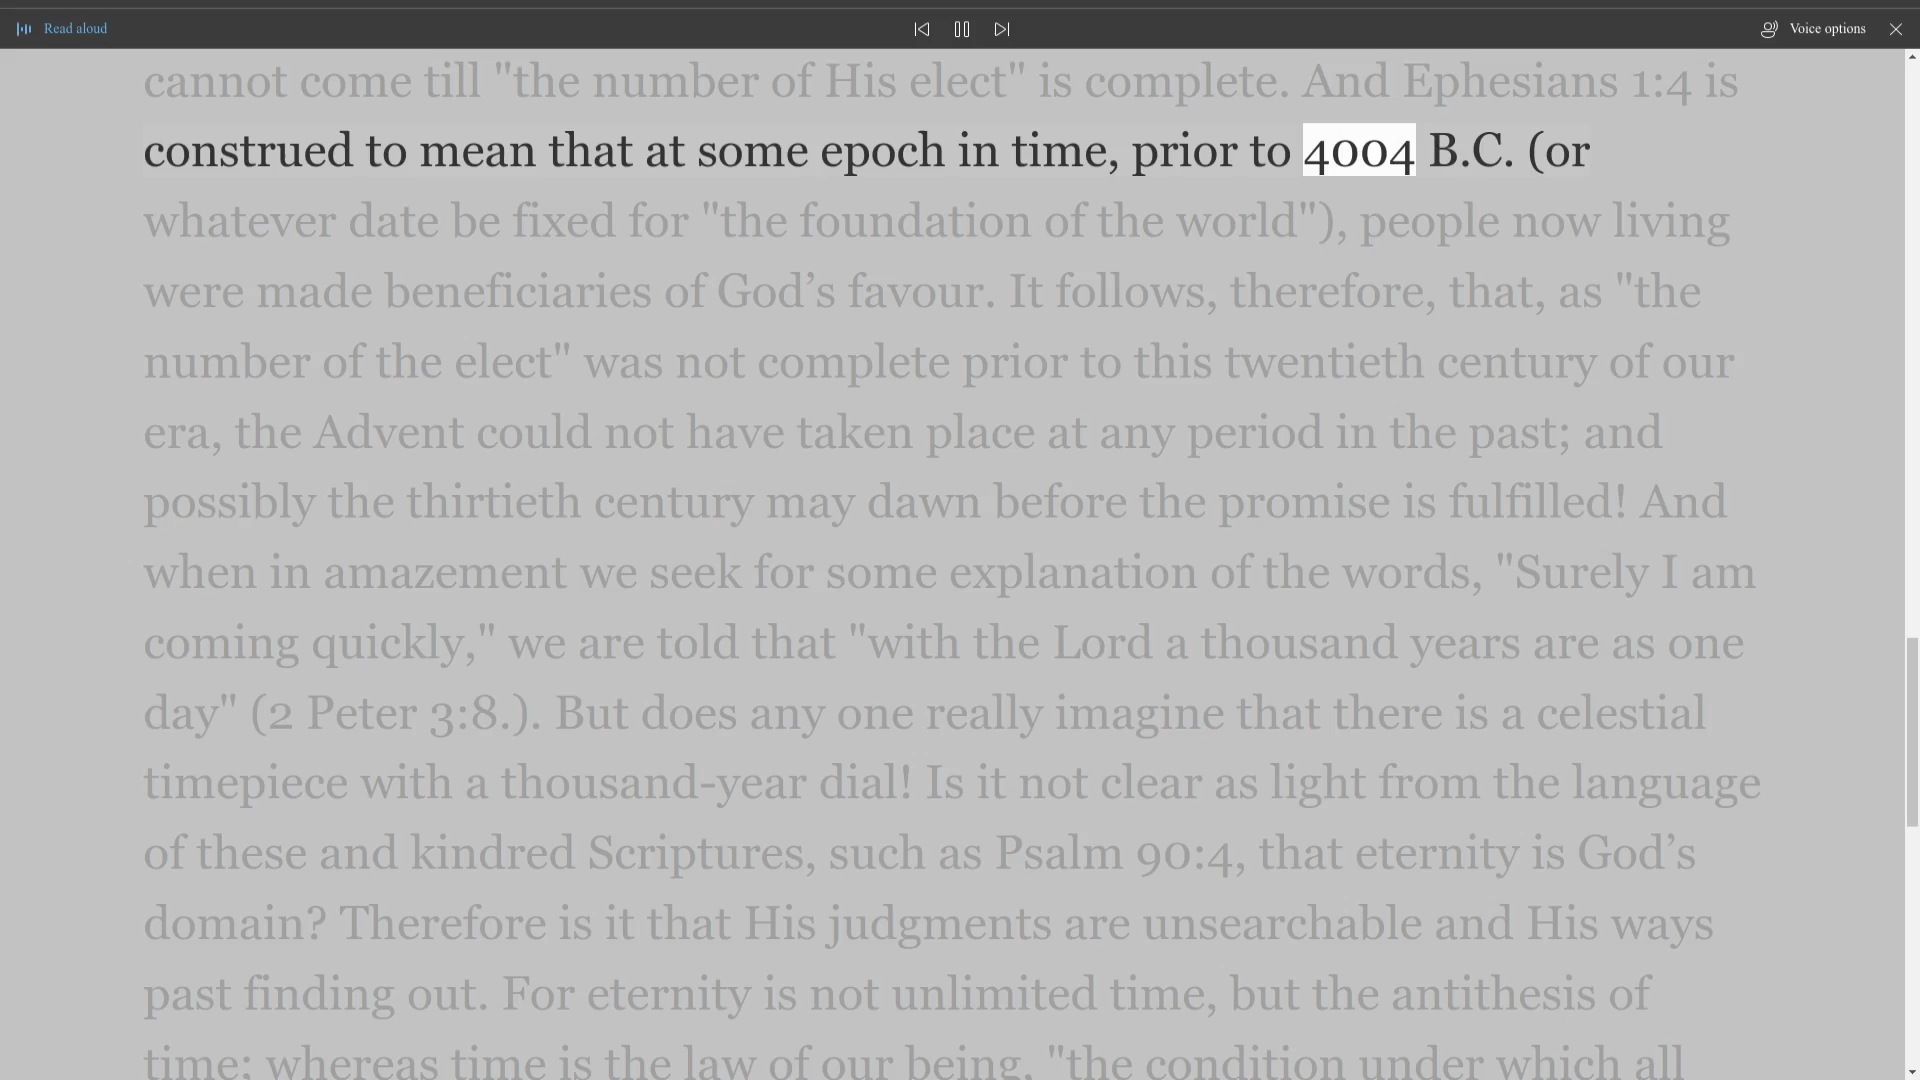 Read aloud
Voice options
cannot come till "the number of His elect" is complete. And Ephesians 1:4 is
construed to mean that at some epoch in time, prior to 4004 B.C. (or
whatever date be fixed for "the foundation of the world"), people now living
were made beneficiaries of God’s favour. It follows, therefore, that, as "the
number of the elect" was not complete prior to this twentieth century of our
era, the Advent could not have taken place at any period in the past; and
possibly the thirtieth century may dawn before the promise is fulfilled! And
when in amazement we seek for some explanation of the words, "Surely I am
coming quickly," we are told that "with the Lord a thousand years are as one
day" (2 Peter 3:8.). But does any one really imagine that there is a celestial
timepiece with a thousand-year dial! Is it not clear as light from the language
of these and kindred Scriptures, such as Psalm 90:4, that eternity is God’s
domain? Therefore is it that His judgments are unsearchable and His ways
past finding out. For eternity is not unlimited time, but the antithesis of
time; whereas time is the law of our being, "the condition under which all